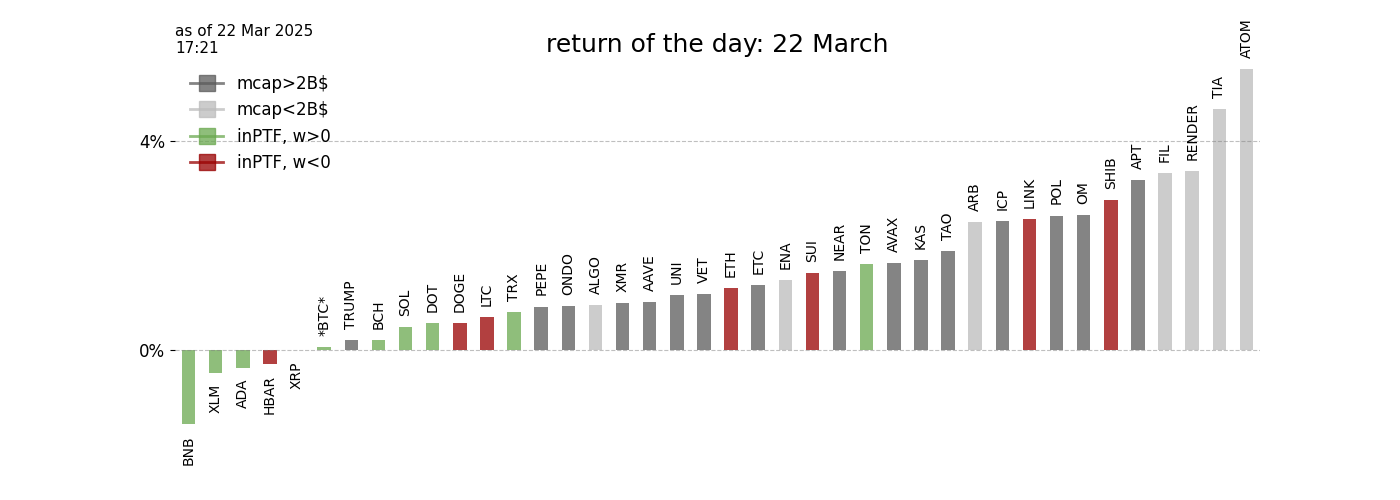 as of 22 Mar 2025
17:21
return of the day: 22 March
mcap>2B$
mcap<2B$
inPTF, w>0
inPTF, w<0
4%
0%
BNB
XLM
ADA
HBAR
XRP
*BTC*
TRUMP
BCH
SOL
DOT
DOGE
LTC
TRX
PEPE
ONDO
ALGO
XMR
AAVE
UNI
VET
ETH
ETC
ENA
SUI
NEAR
TON
AVAX
KAS
TAO
ARB
ICP
LINK
POL
OM
SHIB
APT
FIL
RENDER
TIA
ATOM